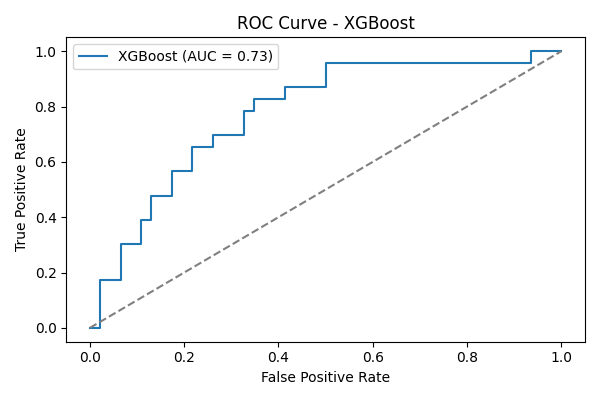 ROC Curve - XGBoost
XGBoost (AUC = 0.73)
True Positive Rate
1.0
0.8
0.6
0.4
0.2
0.0
0.0 0.2 0.4 0.6 0.8 1.0
False Positive Rate